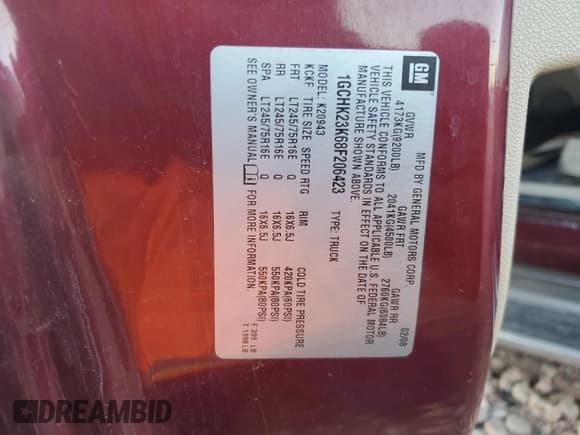 GM
MFD BY GENERAL MOTORS CORP. 02/08
GVWR GAWR FRT GAWR RR
4173KG(9200LB) 2041KG(4500LB) 2760KG(6084LB)
THIS VEHICLE CONFORMS TO ALL APPLICABLE U.S. FEDERAL MOTOR
VEHICLE SAFETY STANDARDS IN EFFECT ON THE DATE OF
MANUFACTURE SHOWN ABOVE.
1GCHK23K68F206423 TYPE: TRUCK
MODEL: K20943
KCKF TIRE SIZE SPEED RTG RIM COLD TIRE PRESSURE
FRT LT245/75R16E Q 16X6.5J 420KPA(60PSI)
RR LT245/75R16E Q 16X6.5J 550KPA(80PSI)
SPA LT245/75R16E Q 16X6.5J 550KPA(80PSI)
SEE OWNER'S MANUAL FOR MORE INFORMATION.
DREAMBID